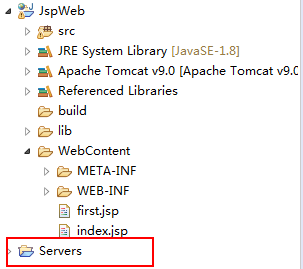 JspWeb
src
JRE System Library [JavaSE-1.8]
Apache Tomcat v9.0 [Apache Tomcat v9.0]
Referenced Libraries
build
lib
WebContent
META-INF
WEB-INF
first.jsp
index.jsp
Servers